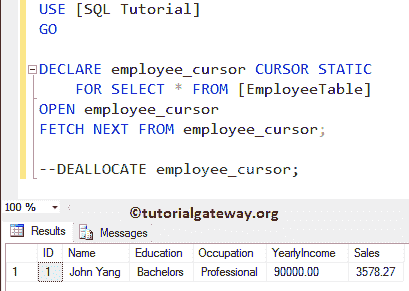 USE [SQL Tutorial]
GO
DECLARE employee_cursor CURSOR STATIC
FOR SELECT * FROM [EmployeeTable]
OPEN employee_cursor
FETCH NEXT FROM employee_cursor;
--DEALLOCATE employee_cursor;
100 %
©tutorialgateway.org
Results Messages
ID Name Education Occupation YearlyIncome Sales
1 1 John Yang Bachelors Professional 90000.00 3578.27